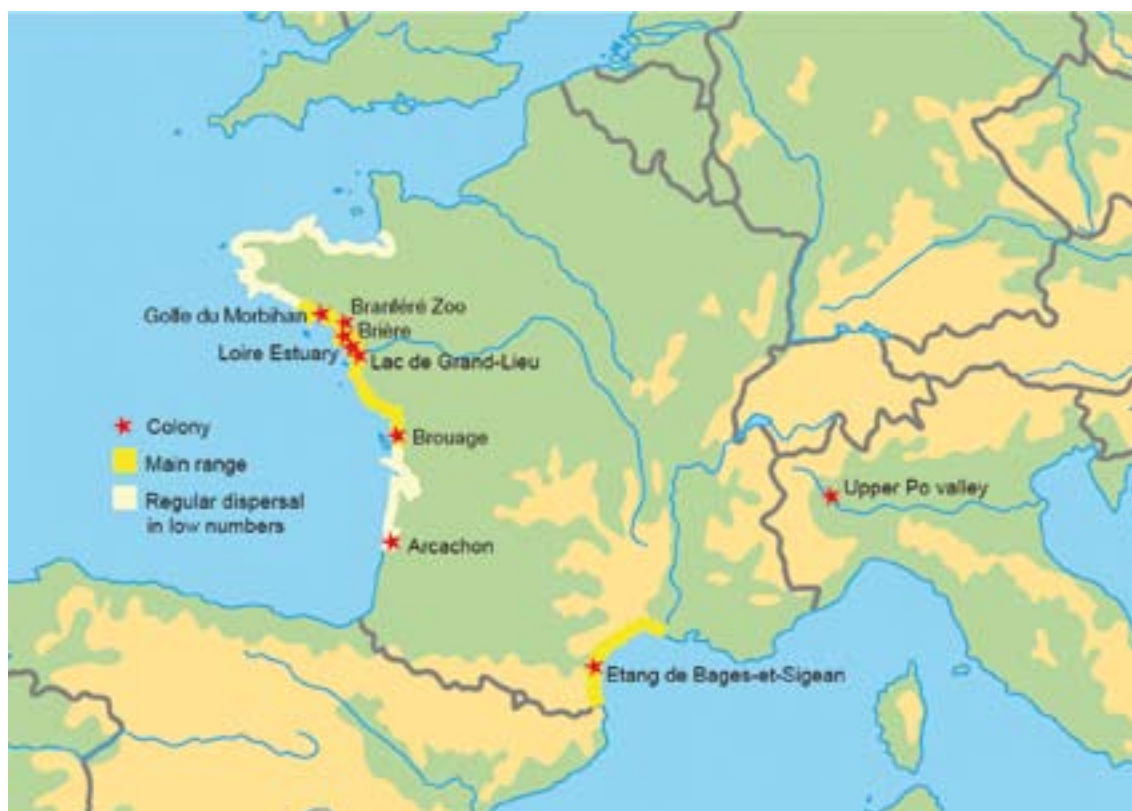 Golfe du Morbihan
Branféré Zoo
Brière
Loire Estuary
Lac de Grand-Lieu
Colony
Brouage
Main range
Regular dispersal
in low numbers
Upper Po valley
Arcachon
Etang de Bages-et-Sigean